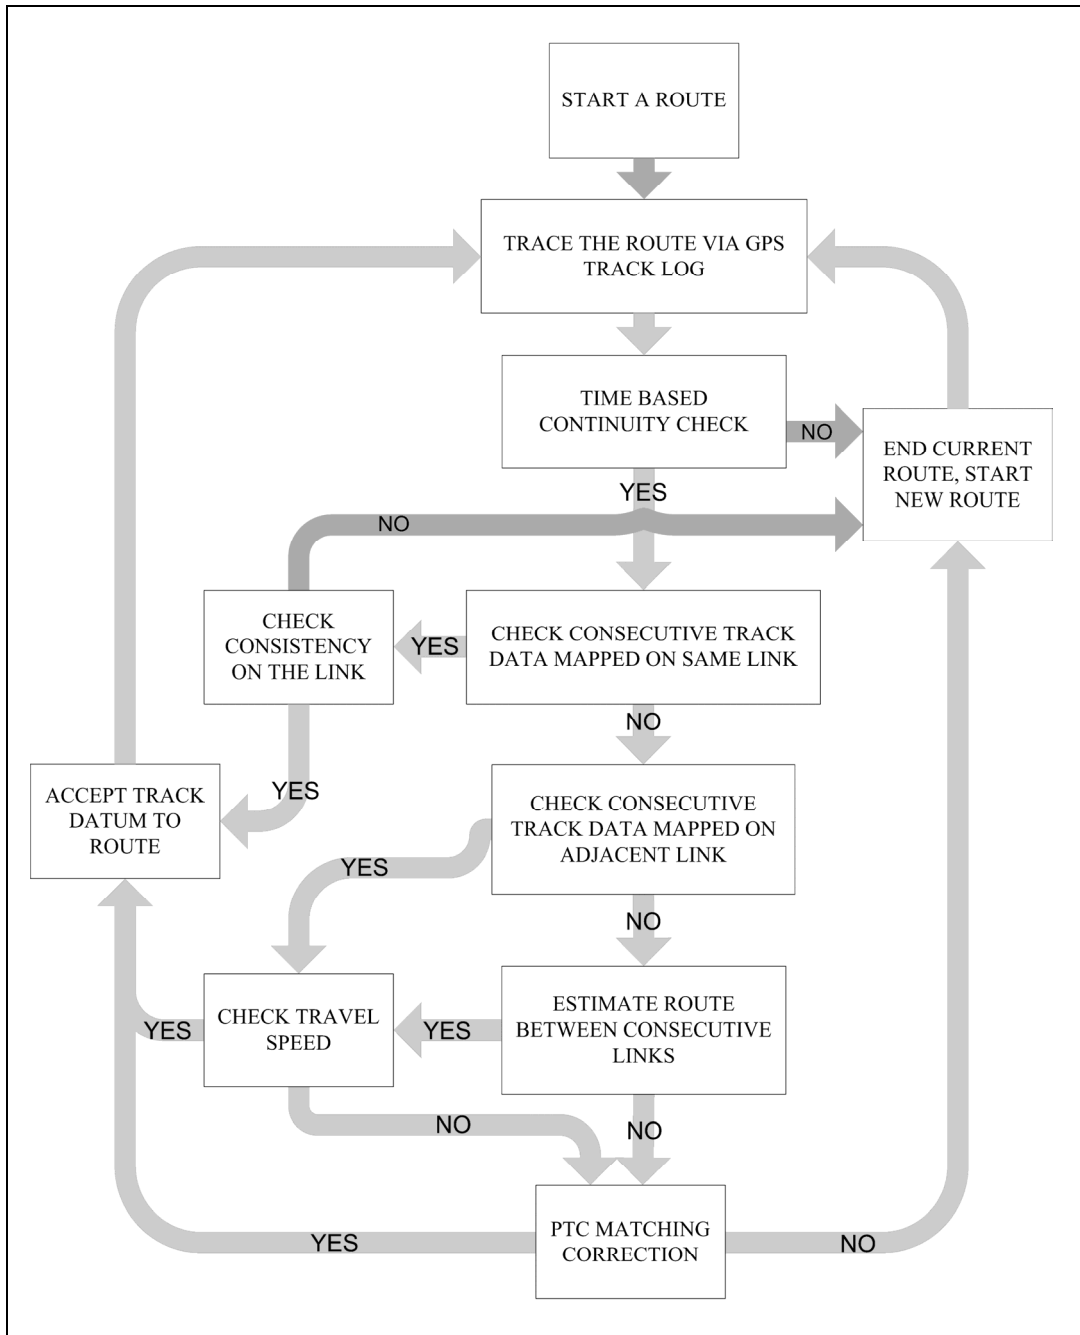 START A ROUTE
TRACE THE ROUTE VIA GPS
TRACK LOG
TIME BASED
CONTINUITY CHECK
NO
END CURRENT
ROUTE, START
NEW ROUTE
YES
NO
CHECK
CONSISTENCY
ON THE LINK
YES
CHECK CONSECUTIVE TRACK
DATA MAPPED ON SAME LINK
NO
YES
ACCEPT TRACK
DATUM TO
ROUTE
CHECK CONSECUTIVE
TRACK DATA MAPPED ON
ADJACENT LINK
YES
NO
CHECK TRAVEL
SPEED
YES
YES
ESTIMATE ROUTE
BETWEEN CONSECUTIVE
LINKS
NO
NO
PTC MATCHING
CORRECTION
YES
NO